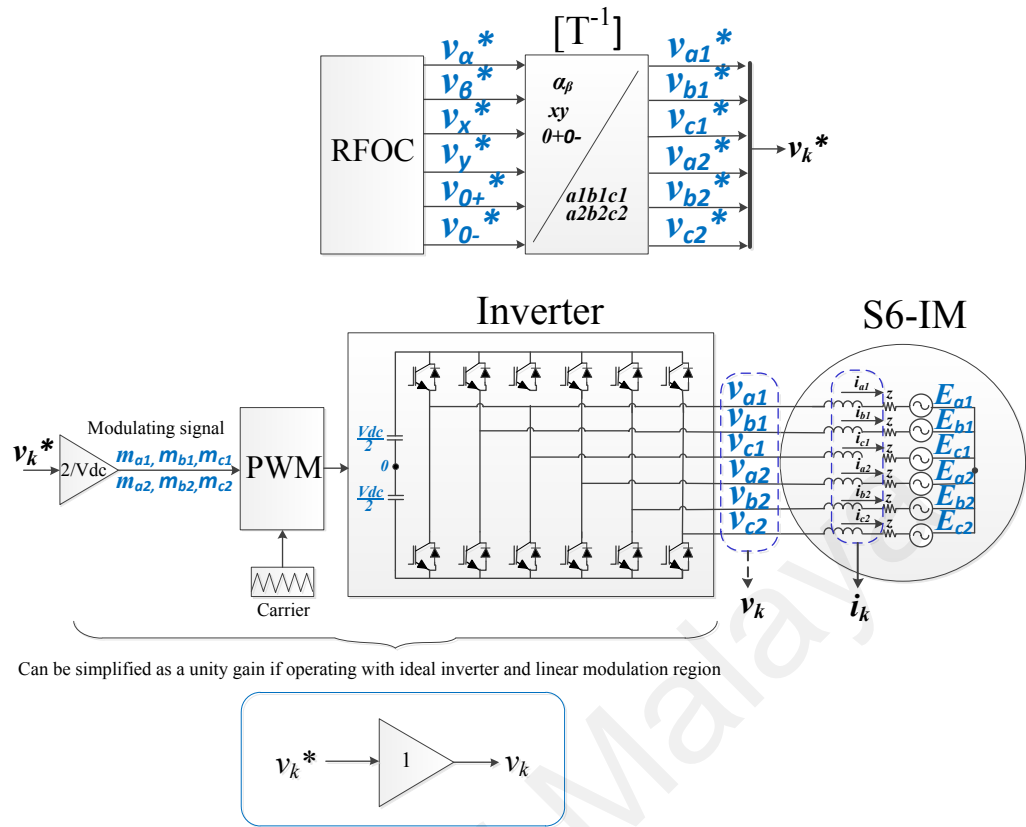 [T⁻¹]
RFOC
vα*
vβ*
vx*
vy*
v0+*
v0-*
αβ
xy
0+0-
a1b1c1
a2b2c2
va1*
vb1*
vc1*
va2*
vb2*
vc2*
vk*
Inverter
S6-IM
vk*
2/Vdc
Modulating signal
ma1, mb1, mc1
ma2, mb2, mc2
PWM
Carrier
Vdc
2
0
Vdc
2
va1
vb1
vc1
va2
vb2
vc2
vk
ia1
z
Ea1
ib1
z
Eb1
ic1
z
Ec1
ia2
z
Ea2
ib2
z
Eb2
ic2
z
Ec2
ik
Can be simplified as a unity gain if operating with ideal inverter and linear modulation region
vk*
1
vk
Malaya